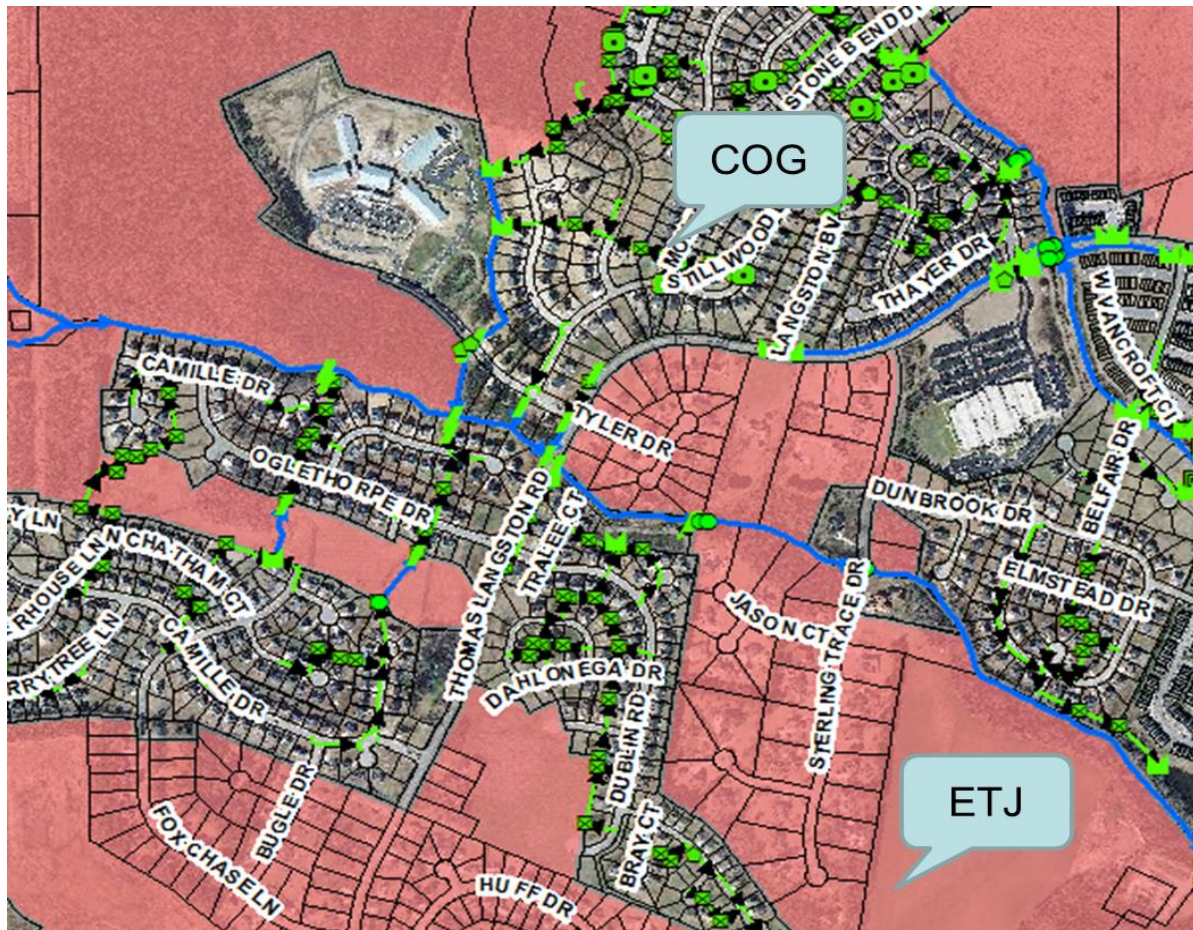 STONE BEND DR
COG
STILLWOOD
LANGSTON BV
THAYER DR
W VANCROFT CT
CAMILLE DR
TYLER DR
OGLETHORPE DR
BELFAIR DR
DUNBROOK DR
THOMAS LANGSTON RD
TRALEE CT
ELMSTEAD DR
N CHATHAM CT
RHOUSE LN
Y LN
RRY TREE LN
CAMILLE DR
JASON CT
STERLING TRACE DR
DAHLONEGA DR
DUBLIN RD
ETJ
BUGLE DR
FOX CHASE LN
BRAY CT
HUFF DR